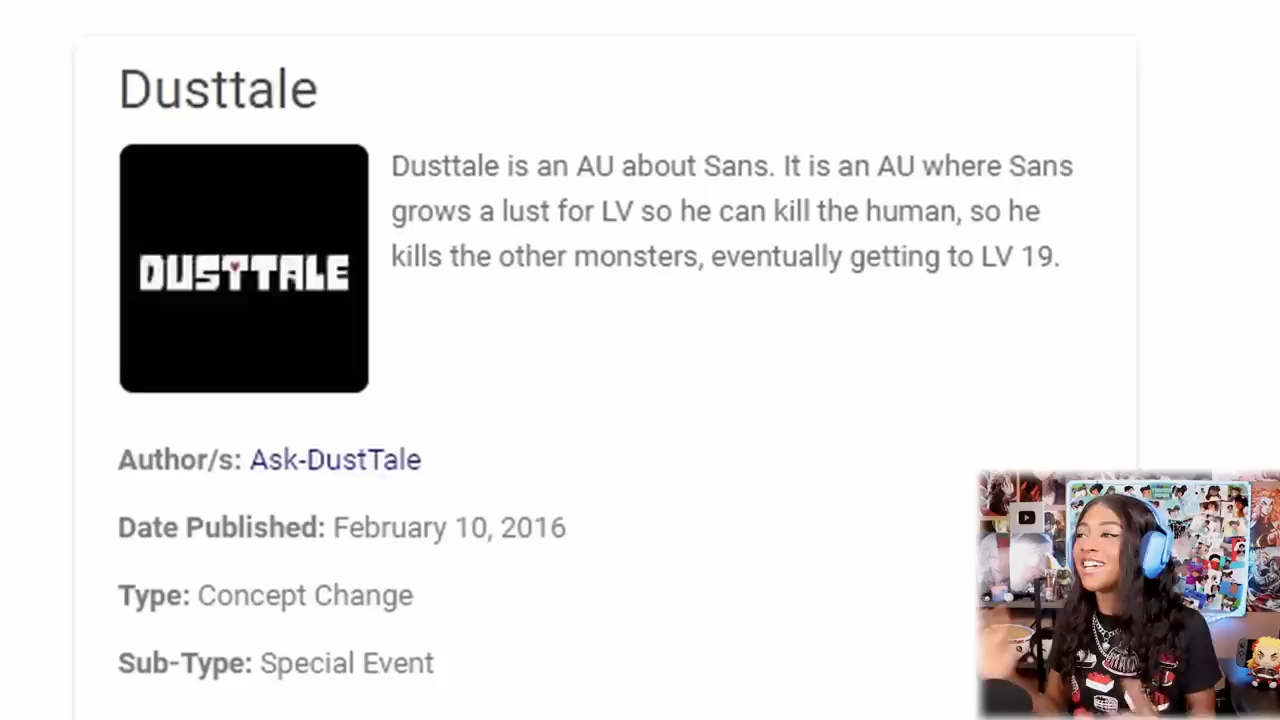 Dusttale
DUSTTALE
Dusttale is an AU about Sans. It is an AU where Sans
grows a lust for LV so he can kill the human, so he
kills the other monsters, eventually getting to LV 19.
Author/s: Ask-DustTale
Date Published: February 10, 2016
Type: Concept Change
Sub-Type: Special Event